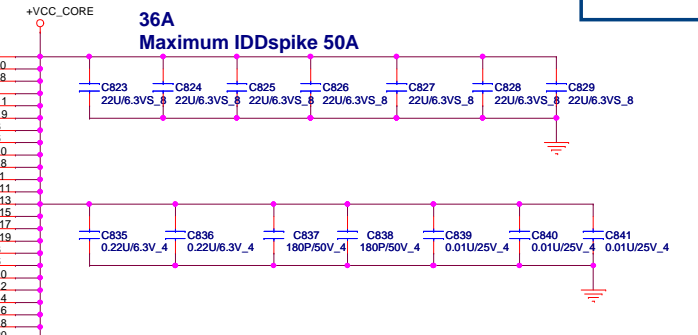 +VCC_CORE
36A
Maximum IDDspike 50A
C823 C824 C825 C826 C827 C828 C829
22U/6.3VS_8 22U/6.3VS_8 22U/6.3VS_8 22U/6.3VS_8 22U/6.3VS_8 22U/6.3VS_8 22U/6.3VS_8
C835 C836 C837 C838 C839 C840 C841
0.22U/6.3V_4 0.22U/6.3V_4 180P/50V_4 180P/50V_4 0.01U/25V_4 0.01U/25V_4 0.01U/25V_4